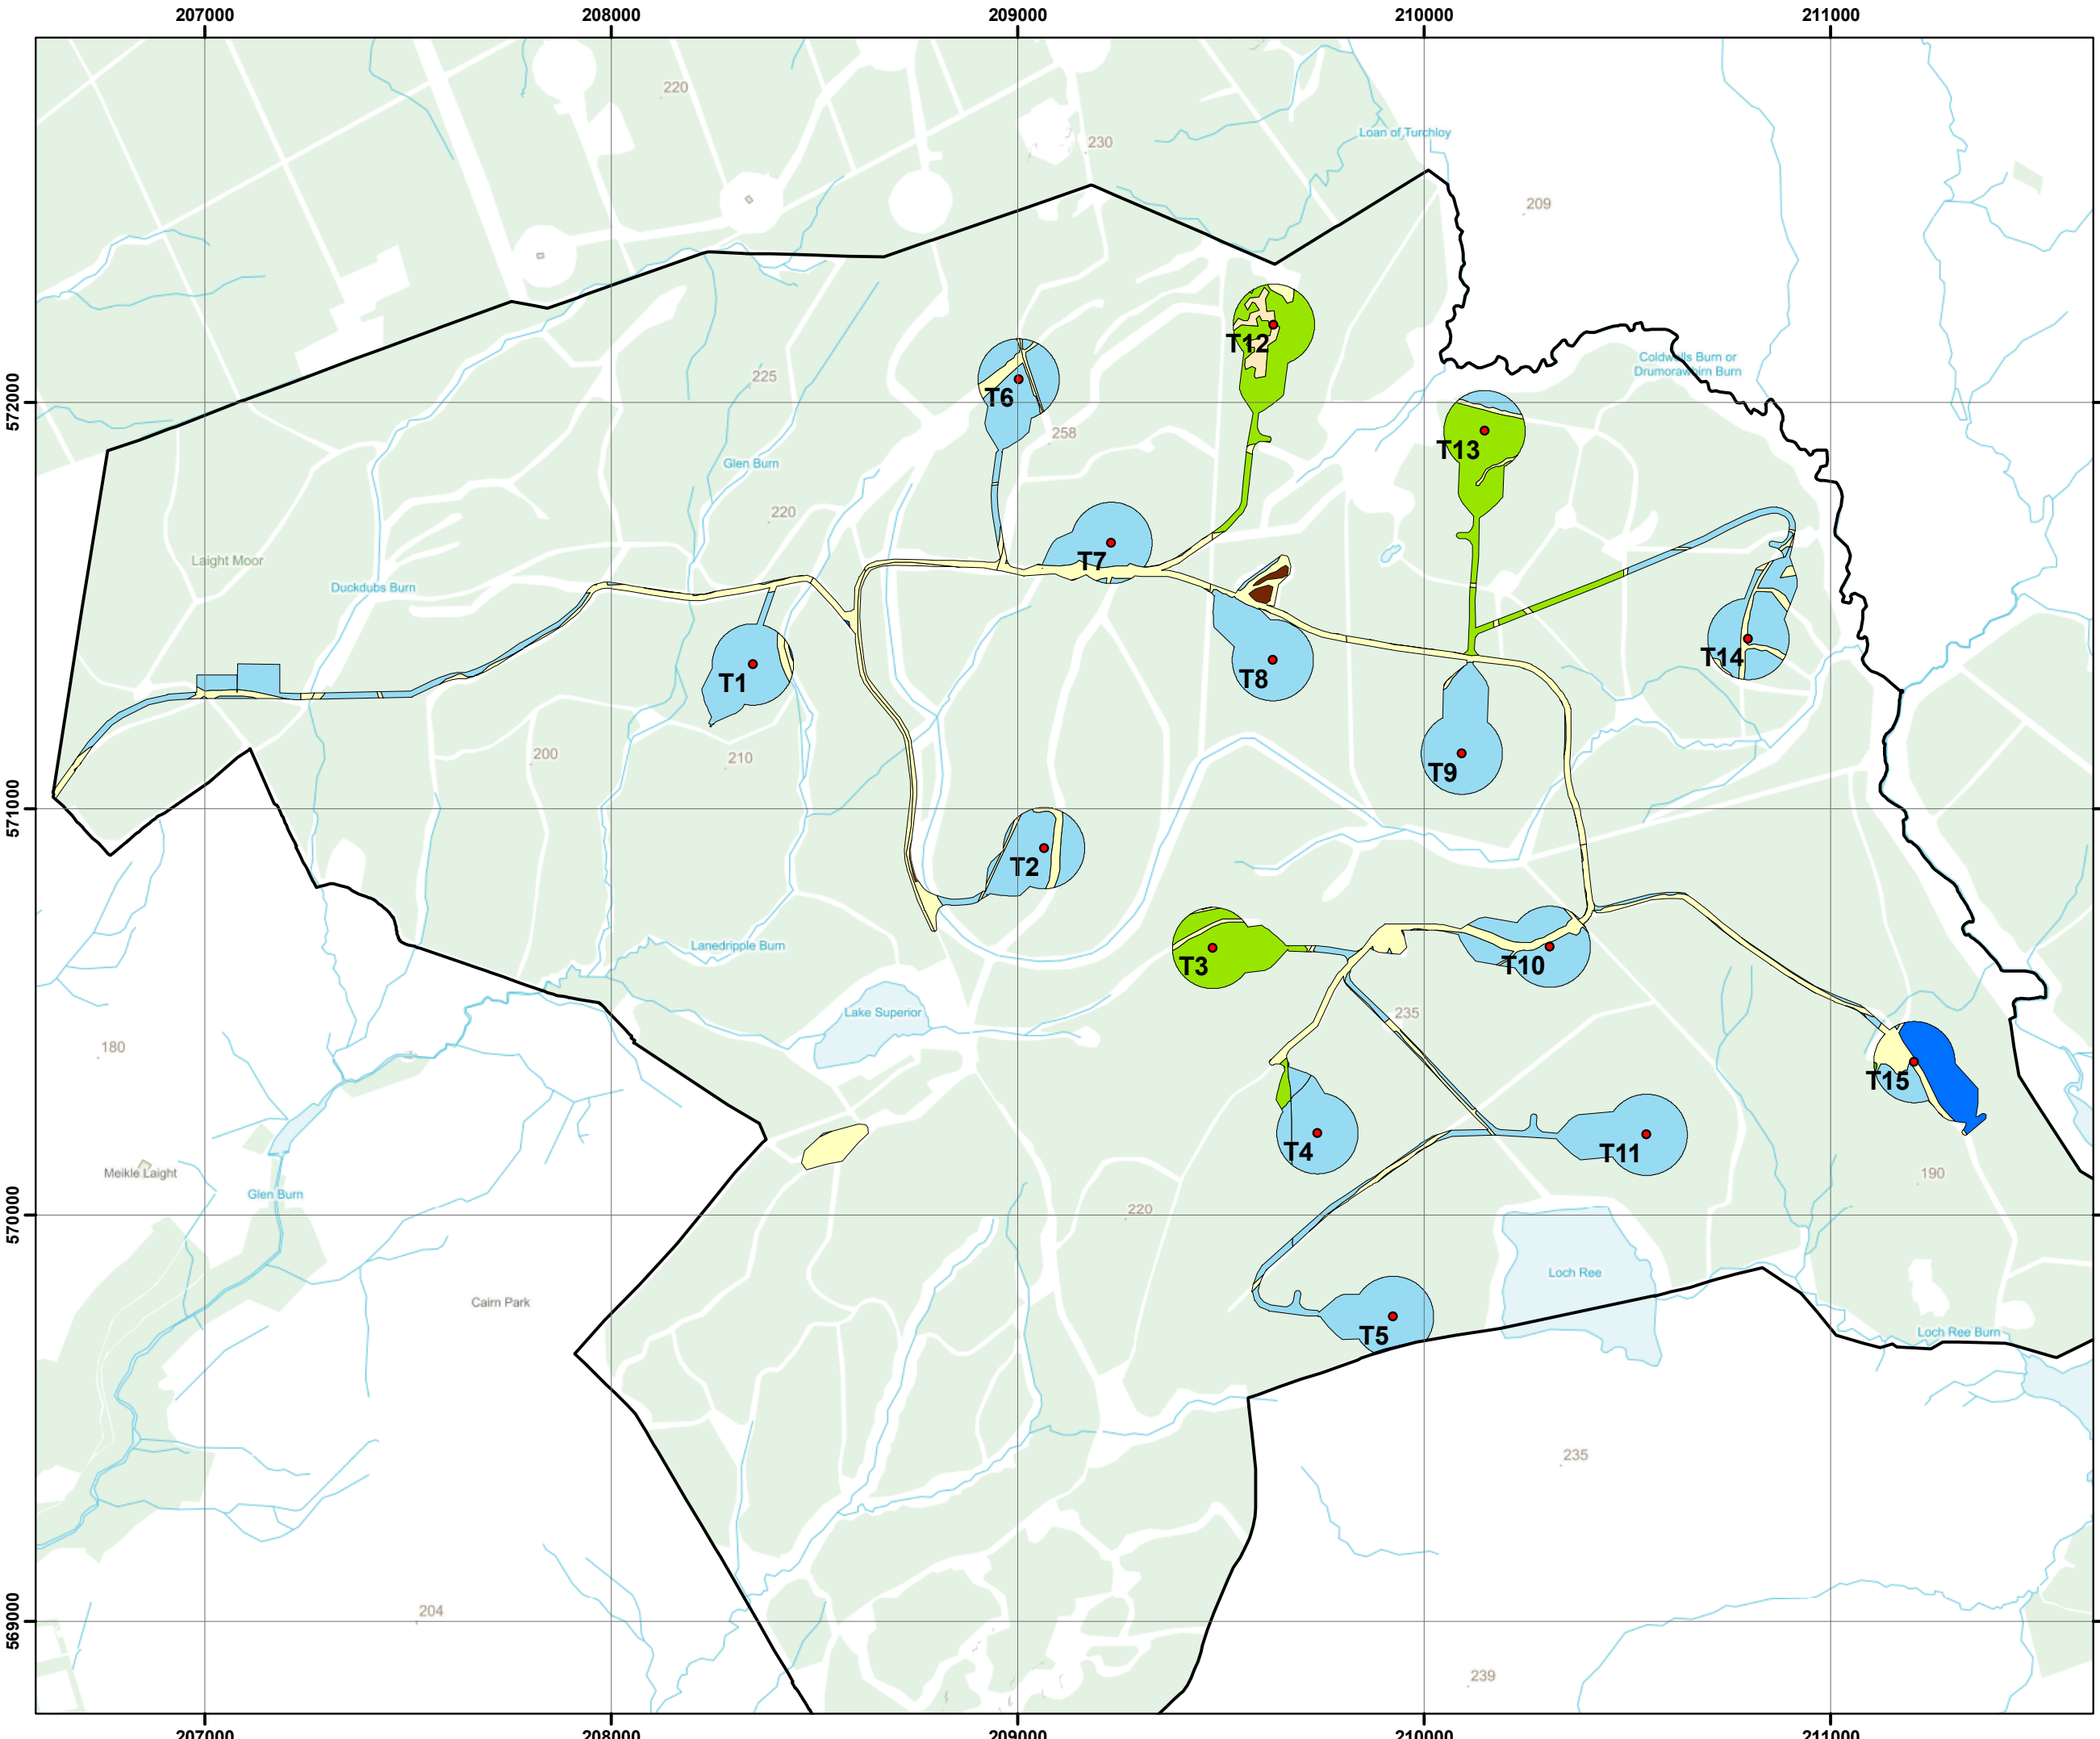 207000 208000 209000 210000 211000
220
Loan of Turchloy
230
209
T12
Coldwells Burn or
Drumorawhirn Burn
225
T6
572000
258
T13
Glen Burn
220
Laight Moor
T7
Duckdubs Burn
T14
T1
T8
200
210
T9
571000
T2
Lanedripple Burn
T3
T10
Lake Superior
235
180
T15
T4
T11
Meikle Laight
190
Glen Burn
220
570000
Loch Ree
Cairn Park
T5
Loch Ree Burn
235
204
569000
239
207000 208000 209000 210000 211000